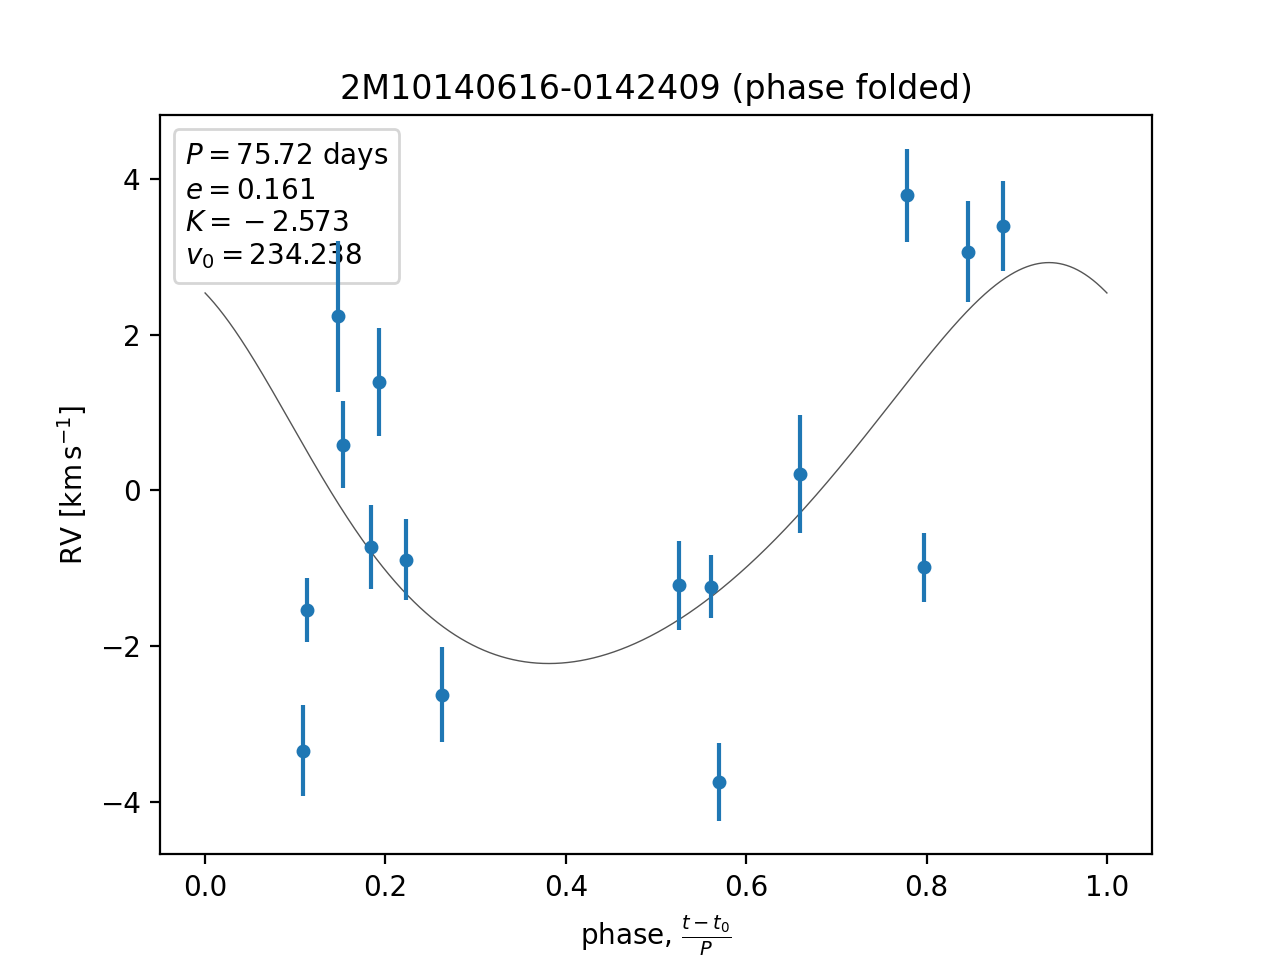 2M10140616-0142409 (phase folded)
P = 75.72 days
e = 0.161
K = −2.573
v₀ = 234.238
RV [km s⁻¹]
4
2
0
−2
−4
0.0 0.2 0.4 0.6 0.8 1.0
phase, (t − t₀)/P